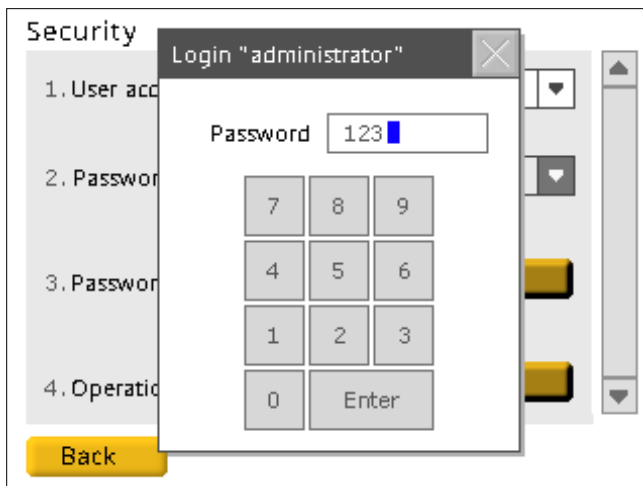 Security
Login "administrator"
1. User acc
Password 123
2. Passwor
7 8 9
4 5 6
3. Passwor
1 2 3
4. Operatio
0 Enter
Back